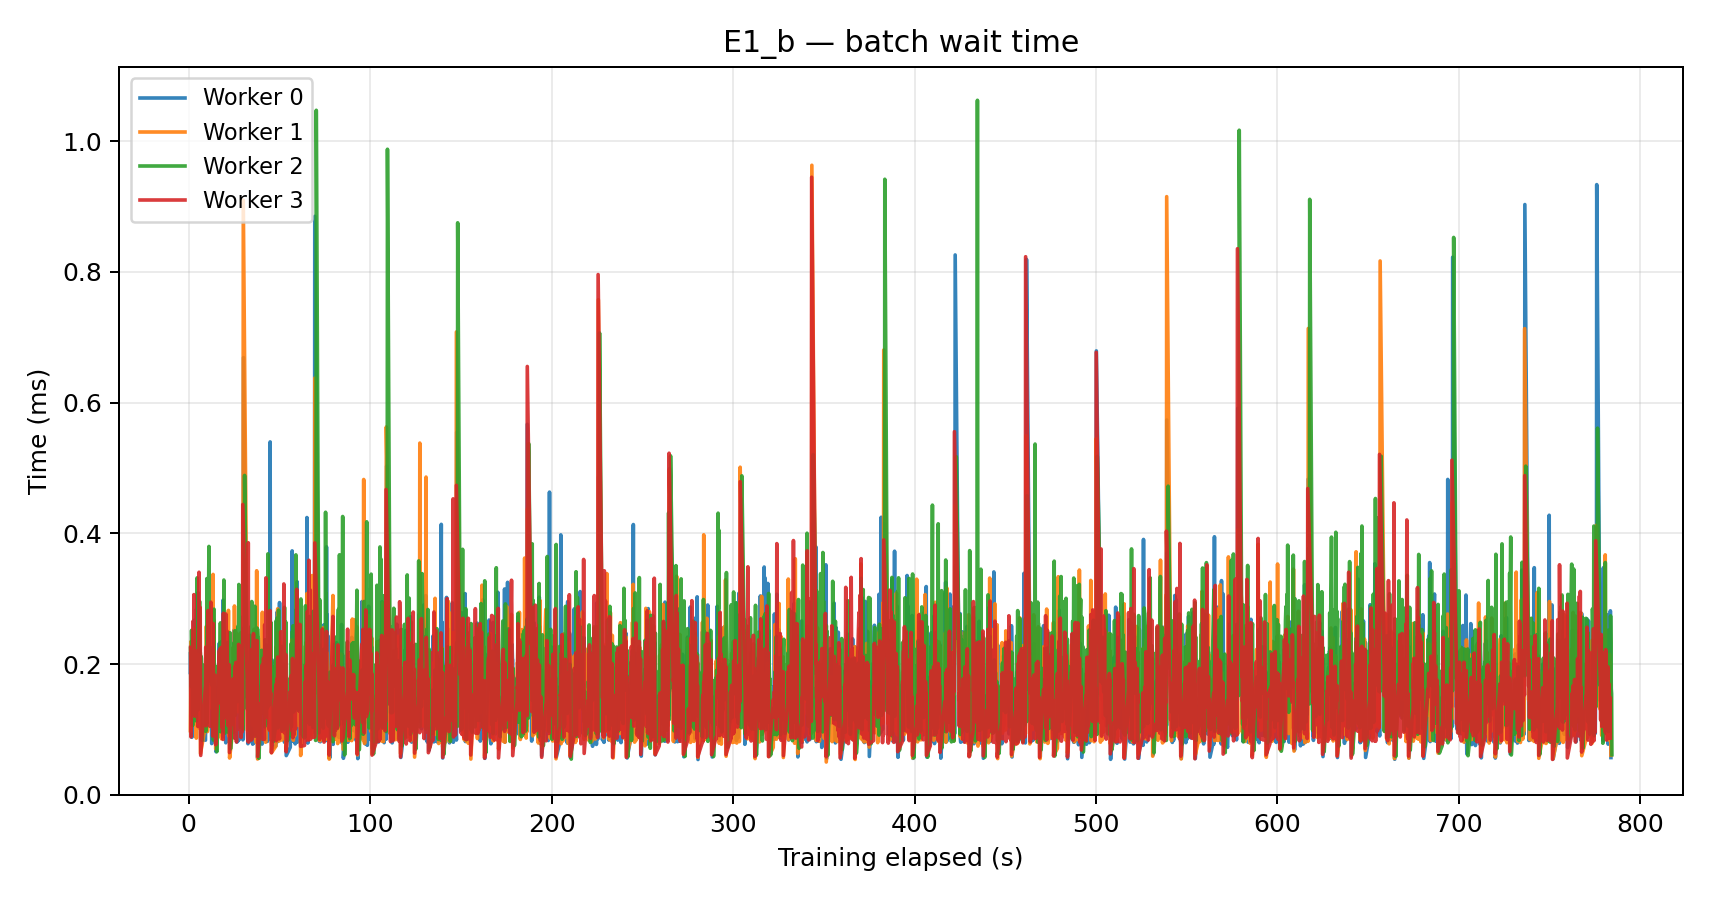 E1_b — batch wait time
Worker 0
Worker 1
Worker 2
Worker 3
Time (ms)
1.0
0.8
0.6
0.4
0.2
0.0
0 100 200 300 400 500 600 700 800
Training elapsed (s)